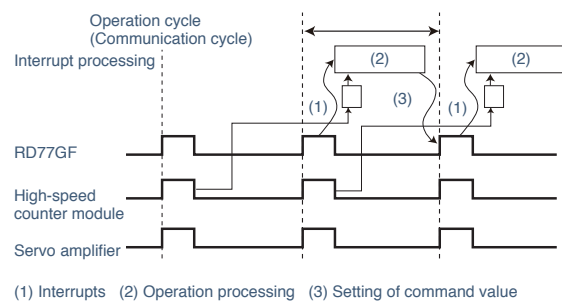 Operation cycle
(Communication cycle)
Interrupt processing
(2)
(2)
(1)
(3)
(1)
RD77GF
High-speed
counter module
Servo amplifier
(1) Interrupts (2) Operation processing (3) Setting of command value